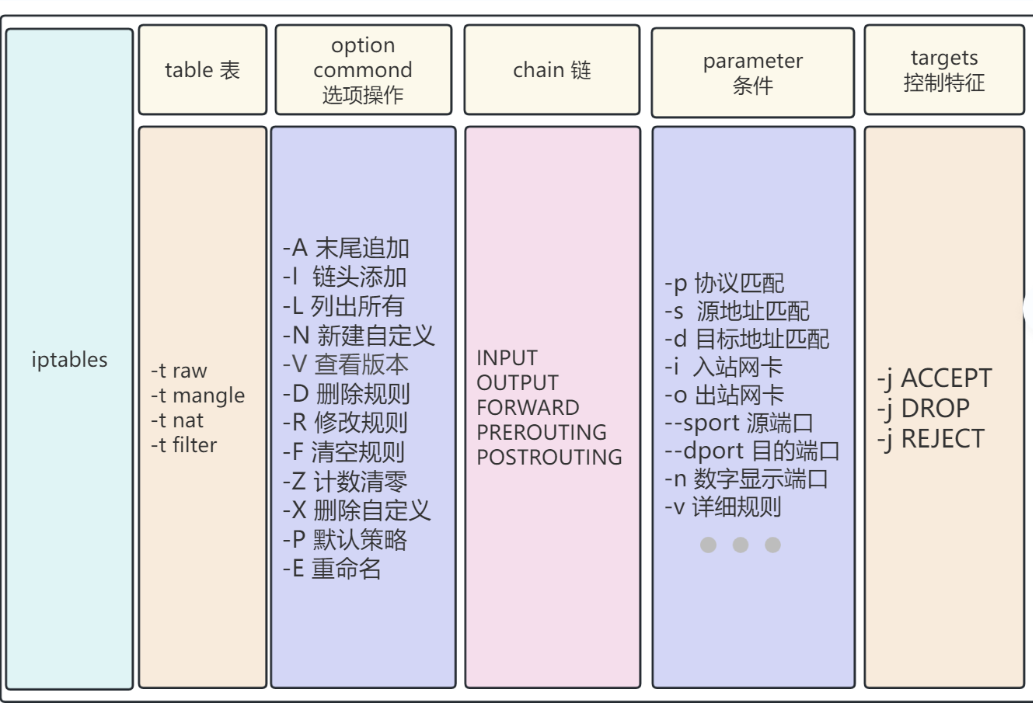 iptables
table 表
-t raw
-t mangle
-t nat
-t filter
option
commond
选项操作
-A 末尾追加
-I 链头添加
-L 列出所有
-N 新建自定义
-V 查看版本
-D 删除规则
-R 修改规则
-F 清空规则
-Z 计数清零
-X 删除自定义
-P 默认策略
-E 重命名
chain 链
INPUT
OUTPUT
FORWARD
PREROUTING
POSTROUTING
parameter
条件
-p 协议匹配
-s 源地址匹配
-d 目标地址匹配
-i 入站网卡
-o 出站网卡
--sport 源端口
--dport 目的端口
-n 数字显示端口
-v 详细规则
targets
控制特征
-j ACCEPT
-j DROP
-j REJECT